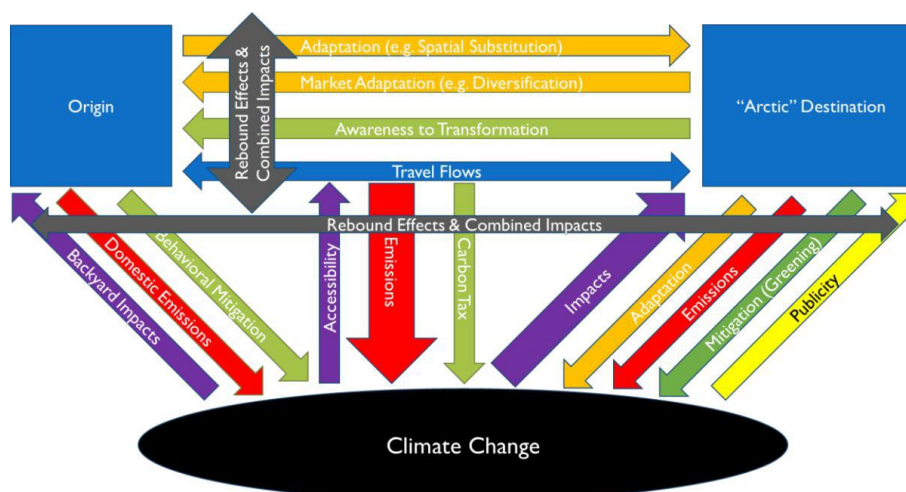 Adaptation (e.g. Spatial Substitution)
Rebound Effects &
Combined Impacts
Market Adaptation (e.g. Diversification)
Origin
“Arctic” Destination
Awareness to Transformation
Travel Flows
Rebound Effects & Combined Impacts
Backyard Impacts
Domestic Emissions
Behavioral Mitigation
Accessibility
Emissions
Carbon Tax
Impacts
Adaptation
Emissions
Mitigation (Greening)
Publicity
Climate Change